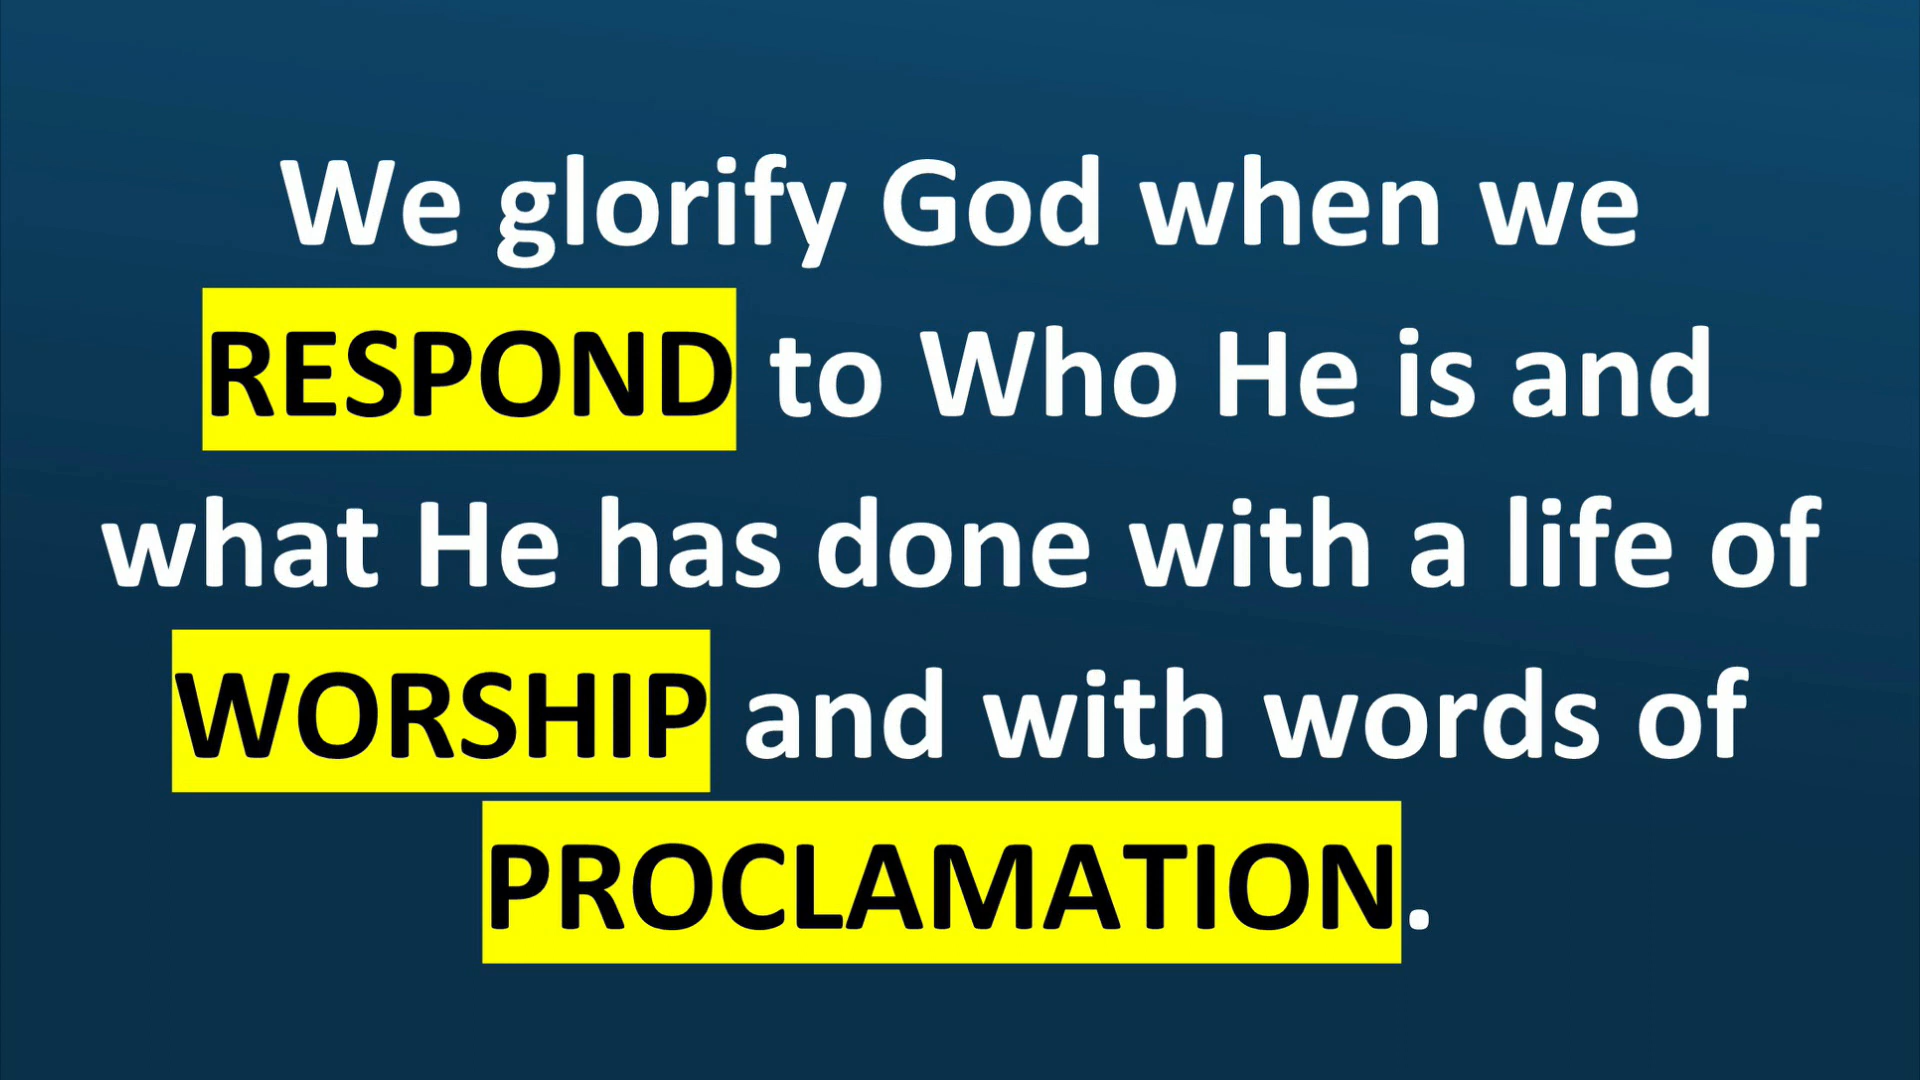 We glorify God when we
RESPOND to Who He is and
what He has done with a life of
WORSHIP and with words of
PROCLAMATION.